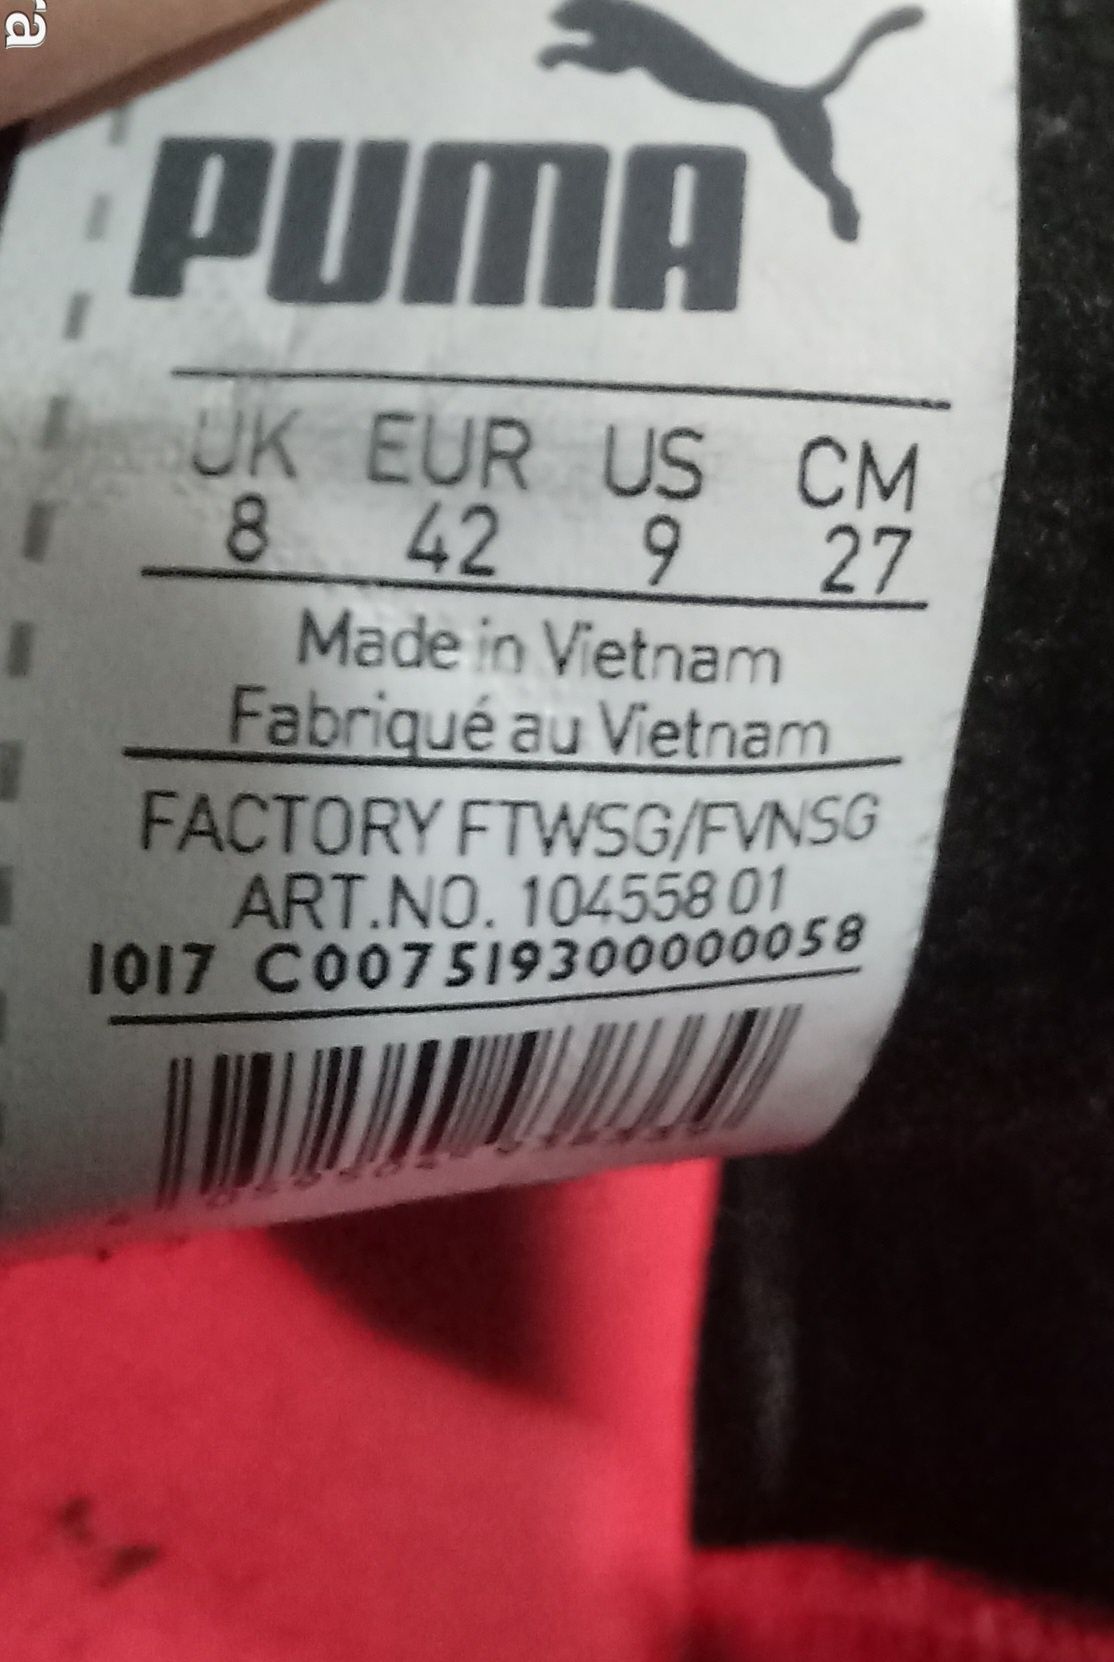 PUMA
UK EUR US CM
8 42 9 27
Made in Vietnam
Fabriqué au Vietnam
FACTORY FTWSG/FVNSG
ART.NO. 104558 01
1017 C00751930000058